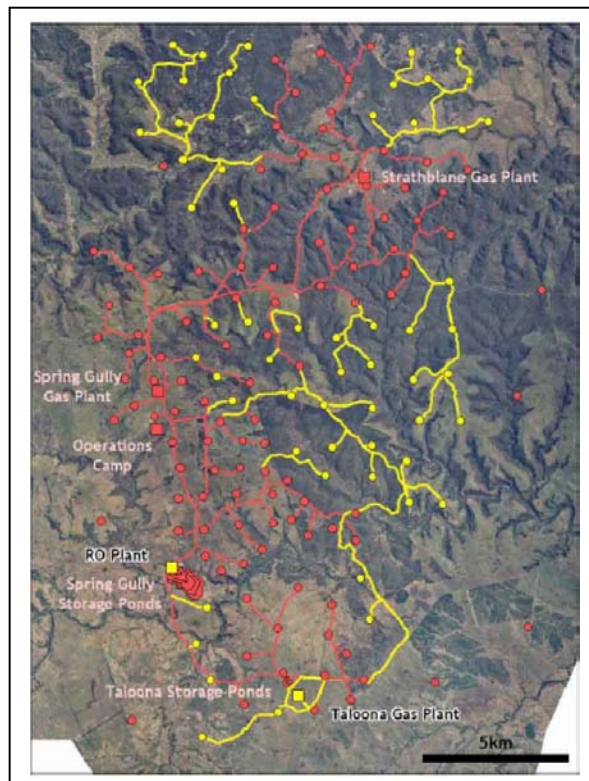 Strathblane Gas Plant
Spring Gully
Gas Plant
Operations
Camp
RO Plant
Spring Gully
Storage Ponds
Taloona Storage Ponds
Taloona Gas Plant
5km